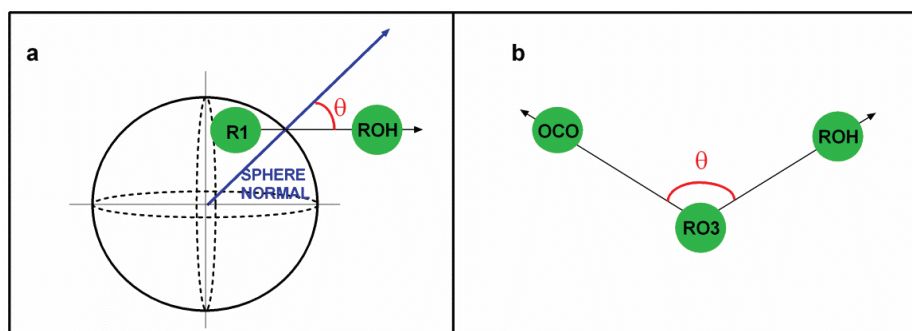 a
θ
R1
ROH
SPHERE
NORMAL
b
OCO
ROH
θ
RO3